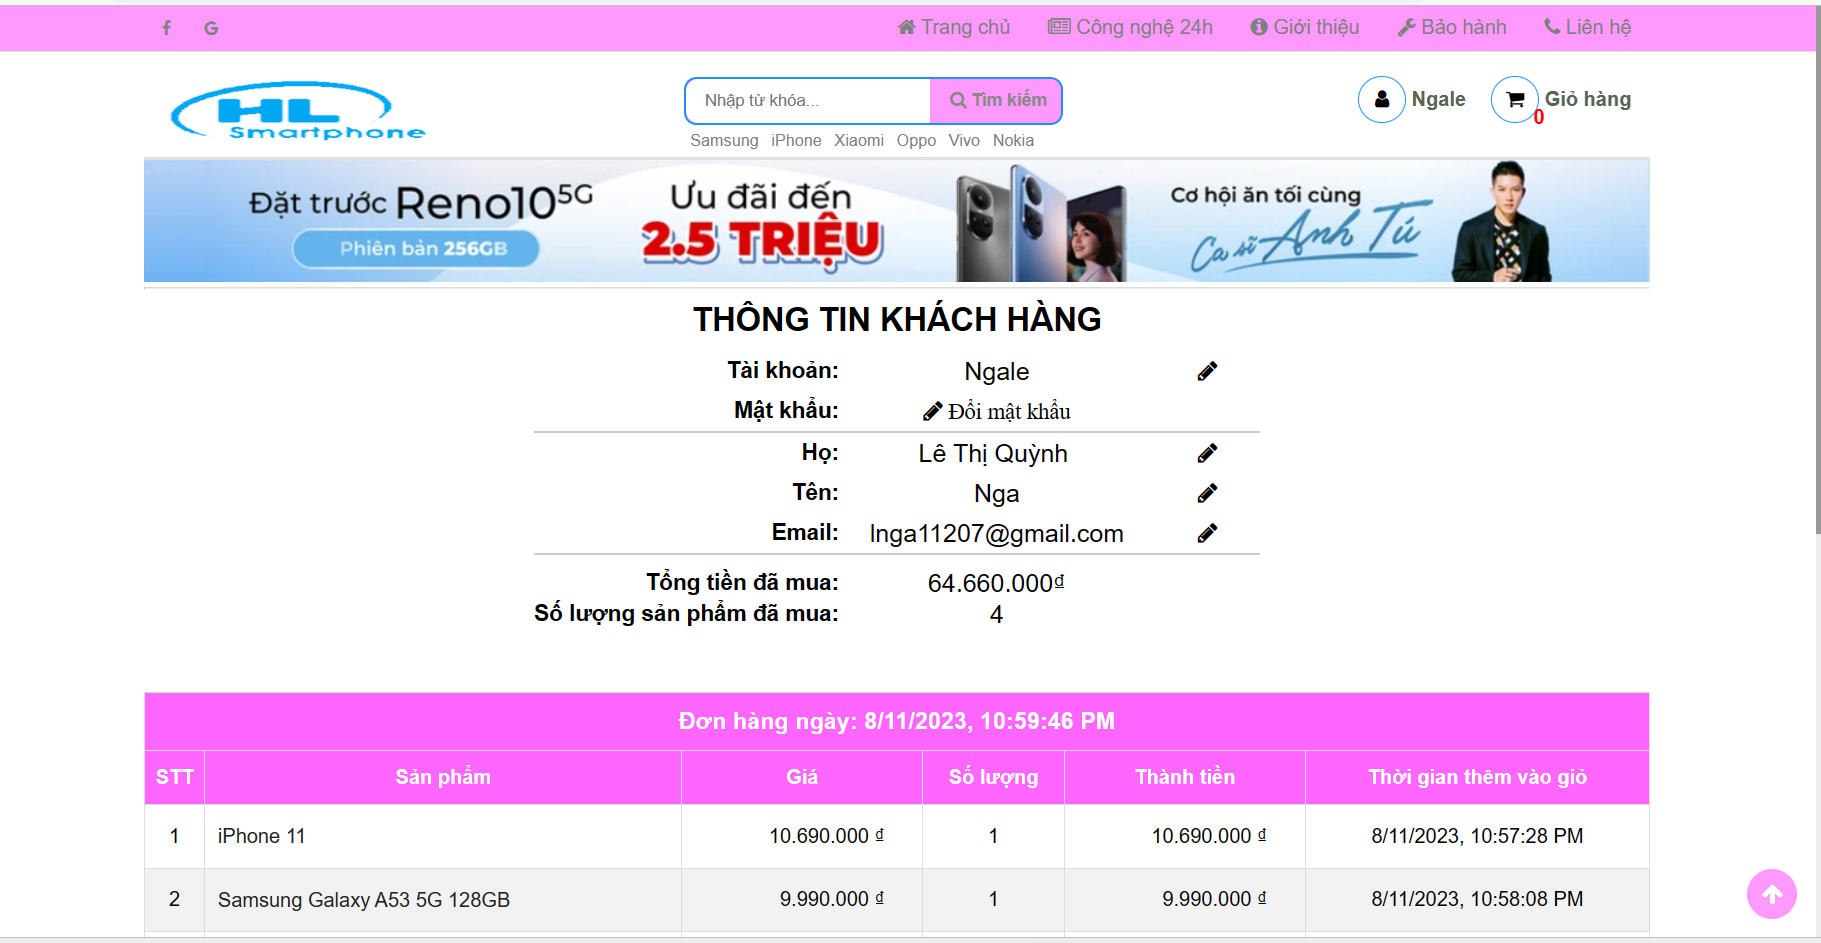 Trang chủ Công nghệ 24h Giới thiệu Bảo hành Liên hệ
HL
Smartphone
Nhập từ khóa... Tìm kiếm
Ngale Giỏ hàng
0
Samsung iPhone Xiaomi Oppo Vivo Nokia
Đặt trước Reno10 5G
Phiên bản 256GB
Ưu đãi đến
2.5 TRIỆU
Cơ hội ăn tối cùng
Ca sĩ Anh Tú
THÔNG TIN KHÁCH HÀNG
Tài khoản: Ngale
Mật khẩu: Đổi mật khẩu
Họ: Lê Thị Quỳnh
Tên: Nga
Email: lnga11207@gmail.com
Tổng tiền đã mua: 64.660.000₫
Số lượng sản phẩm đã mua: 4
Đơn hàng ngày: 8/11/2023, 10:59:46 PM
STT Sản phẩm Giá Số lượng Thành tiền Thời gian thêm vào giỏ
1 iPhone 11 10.690.000 ₫ 1 10.690.000 ₫ 8/11/2023, 10:57:28 PM
2 Samsung Galaxy A53 5G 128GB 9.990.000 ₫ 1 9.990.000 ₫ 8/11/2023, 10:58:08 PM